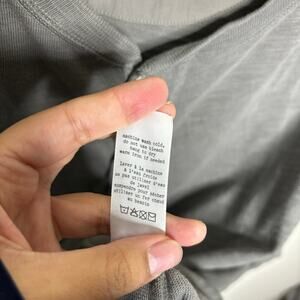 machine wash cold,
do not use bleach
hang to dry
warm iron if needed
Laver à la machine
à l'eau froide
ne pas utiliser d'eau
de javel
suspendre pour sécher
utiliser un fer chaud
au besoin